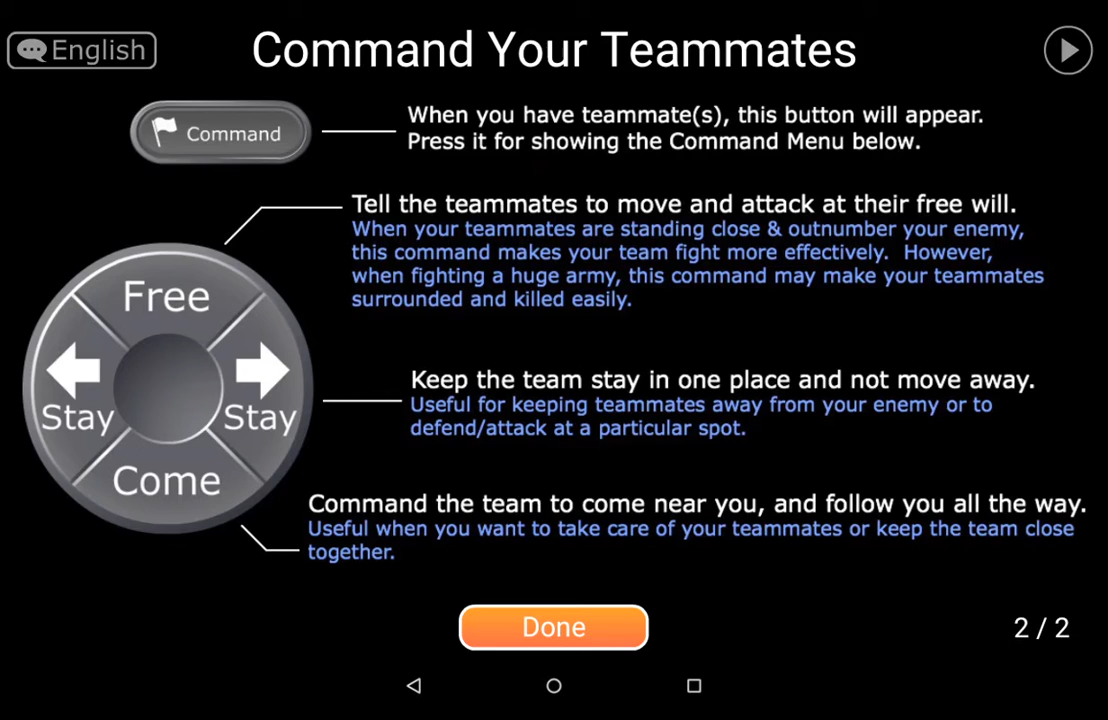 English
Command Your Teammates
Command
When you have teammate(s), this button will appear.
Press it for showing the Command Menu below.
Tell the teammates to move and attack at their free will.
When your teammates are standing close & outnumber your enemy,
this command makes your team fight more effectively. However,
when fighting a huge army, this command may make your teammates
surrounded and killed easily.
Free
Stay
Stay
Come
Keep the team stay in one place and not move away.
Useful for keeping teammates away from your enemy or to
defend/attack at a particular spot.
Command the team to come near you, and follow you all the way.
Useful when you want to take care of your teammates or keep the team close
together.
Done
2 / 2